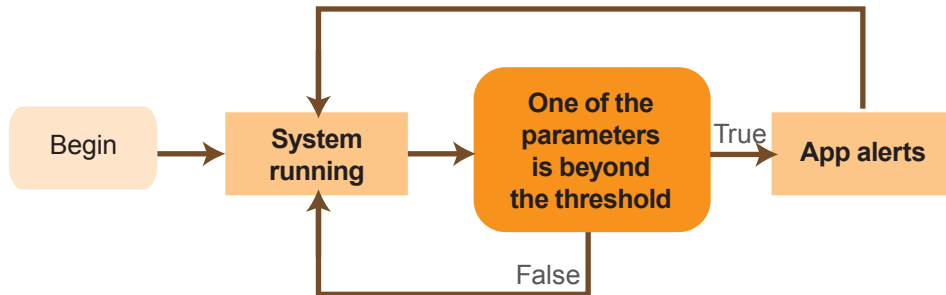 Begin
System
running
One of the
parameters
is beyond
the threshold
True
App alerts
False